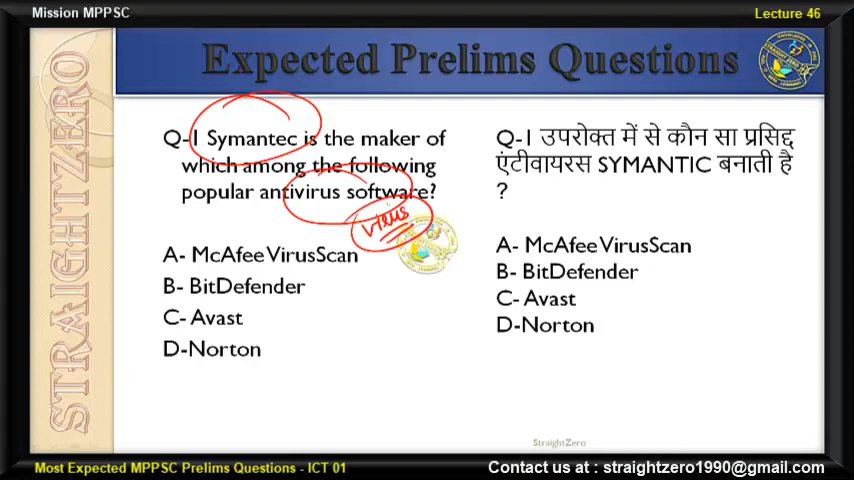 Mission MPPSC
Lecture 46
Expected Prelims Questions
STRAIGHTZERO
Q-1 Symantec is the maker of
which among the following
popular antivirus software?
virus
A- McAfee VirusScan
B- BitDefender
C- Avast
D-Norton
Q-1 उपरोक्त में से कौन सा प्रसिद्द
एंटीवायरस SYMANTIC बनाती है
?
A- McAfee VirusScan
B- BitDefender
C- Avast
D-Norton
StraightZero
Most Expected MPPSC Prelims Questions - ICT 01
Contact us at : straightzero1990@gmail.com